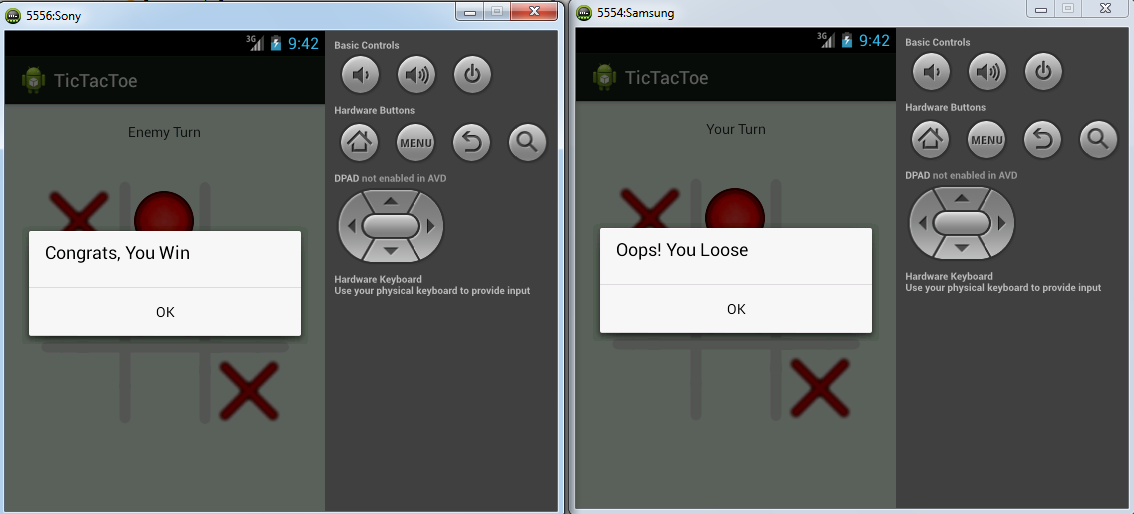 5556:Sony
3G 9:42
TicTacToe
Enemy Turn
Congrats, You Win
OK
Basic Controls
Hardware Buttons
MENU
DPAD not enabled in AVD
Hardware Keyboard
Use your physical keyboard to provide input
5554:Samsung
3G 9:42
TicTacToe
Your Turn
Oops! You Loose
OK
Basic Controls
Hardware Buttons
MENU
DPAD not enabled in AVD
Hardware Keyboard
Use your physical keyboard to provide input